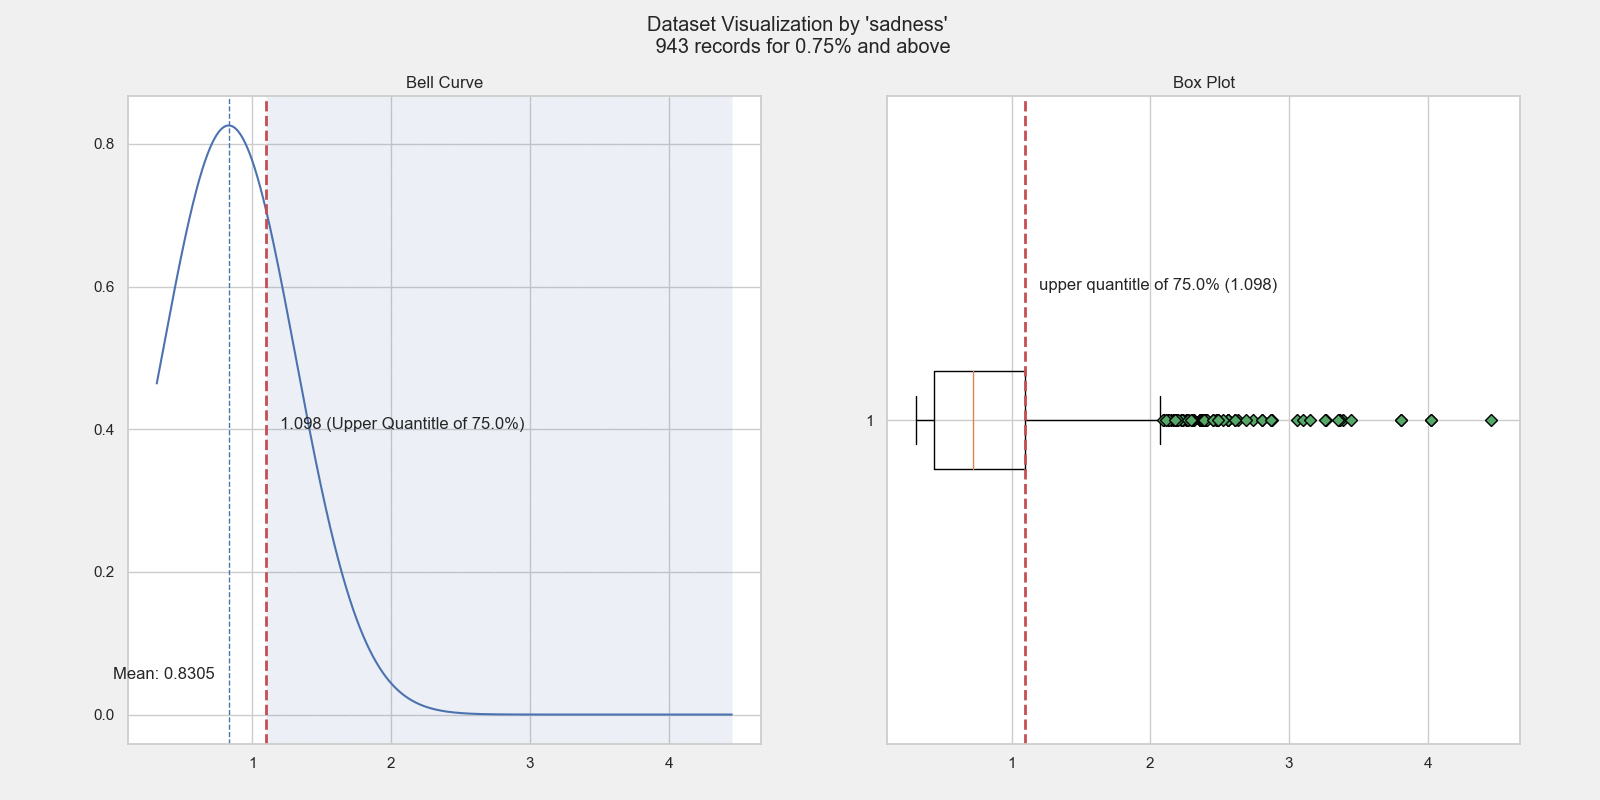 Dataset Visualization by 'sadness'
943 records for 0.75% and above
Bell Curve
0.8
0.6
0.4
0.2
0.0
1.098 (Upper Quantitle of 75.0%)
Mean: 0.8305
1 2 3 4
Box Plot
upper quantitle of 75.0% (1.098)
1
1 2 3 4